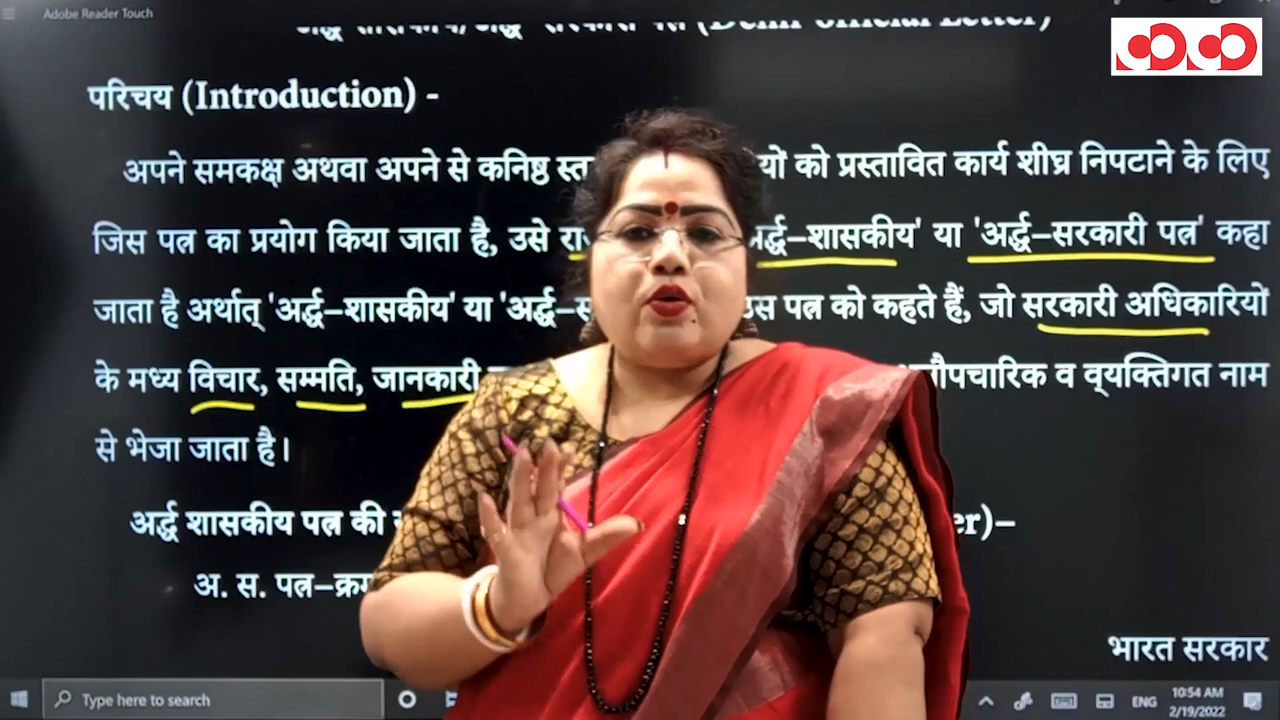 Adobe Reader Touch
परिचय (Introduction) -
अपने समकक्ष अथवा अपने से कनिष्ठ यों को प्रस्तावित कार्य शीघ्र निपटाने के लिए
जिस पत्र का प्रयोग किया जाता है, उसे र्द्ध–शासकीय' या 'अर्द्ध–सरकारी पत्र' कहा
जाता है अर्थात् 'अर्द्ध–शासकीय' या 'अर्द्ध–स उस पत्र को कहते हैं, जो सरकारी अधिकारियों
के मध्य विचार, सम्मति, जानकारी नौपचारिक व व्यक्तिगत नाम
से भेजा जाता है।
अर्द्ध शासकीय पत्र की er)–
अ. स. पत्र–क्र
भारत सरकार
Type here to search
ENG
10:54 AM
2/19/2022